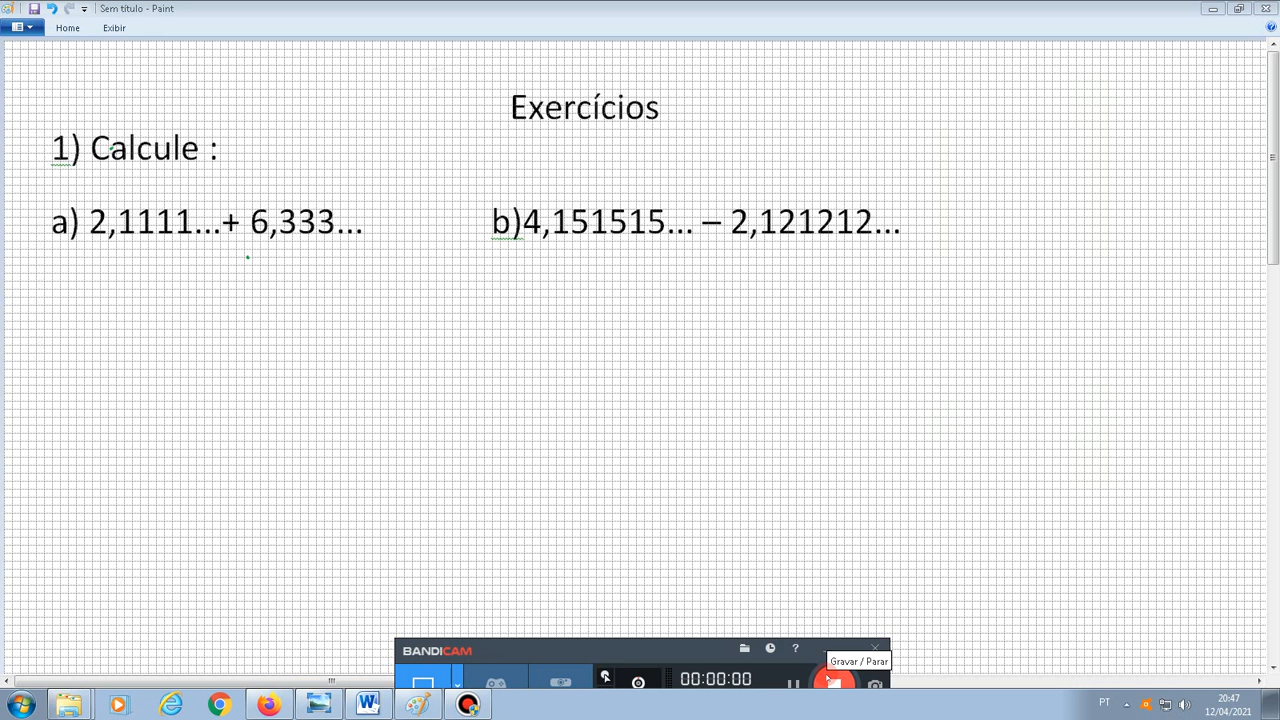 Sem título - Paint
Home Exibir
Exercícios
1) Calcule :
a) 2,1111...+ 6,333... b)4,151515... – 2,121212...
BANDICAM
Gravar / Parar
00:00:00
PT 20:47
12/04/2021